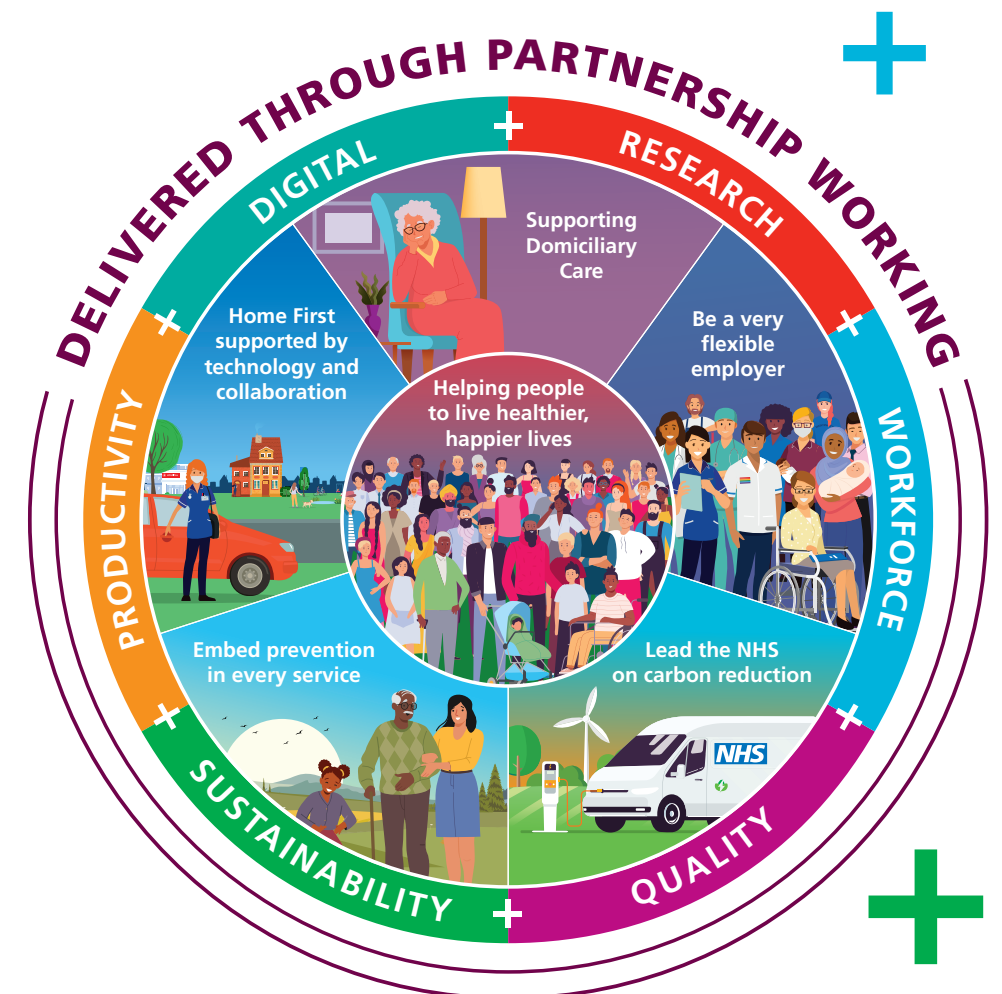 DELIVERED THROUGH PARTNERSHIP WORKING
DIGITAL
RESEARCH
WORKFORCE
QUALITY
SUSTAINABILITY
PRODUCTIVITY
Supporting
Domiciliary
Care
Be a very
flexible
employer
Lead the NHS
on carbon reduction
NHS
Embed prevention
in every service
Home First
supported by
technology and
collaboration
Helping people
to live healthier,
happier lives